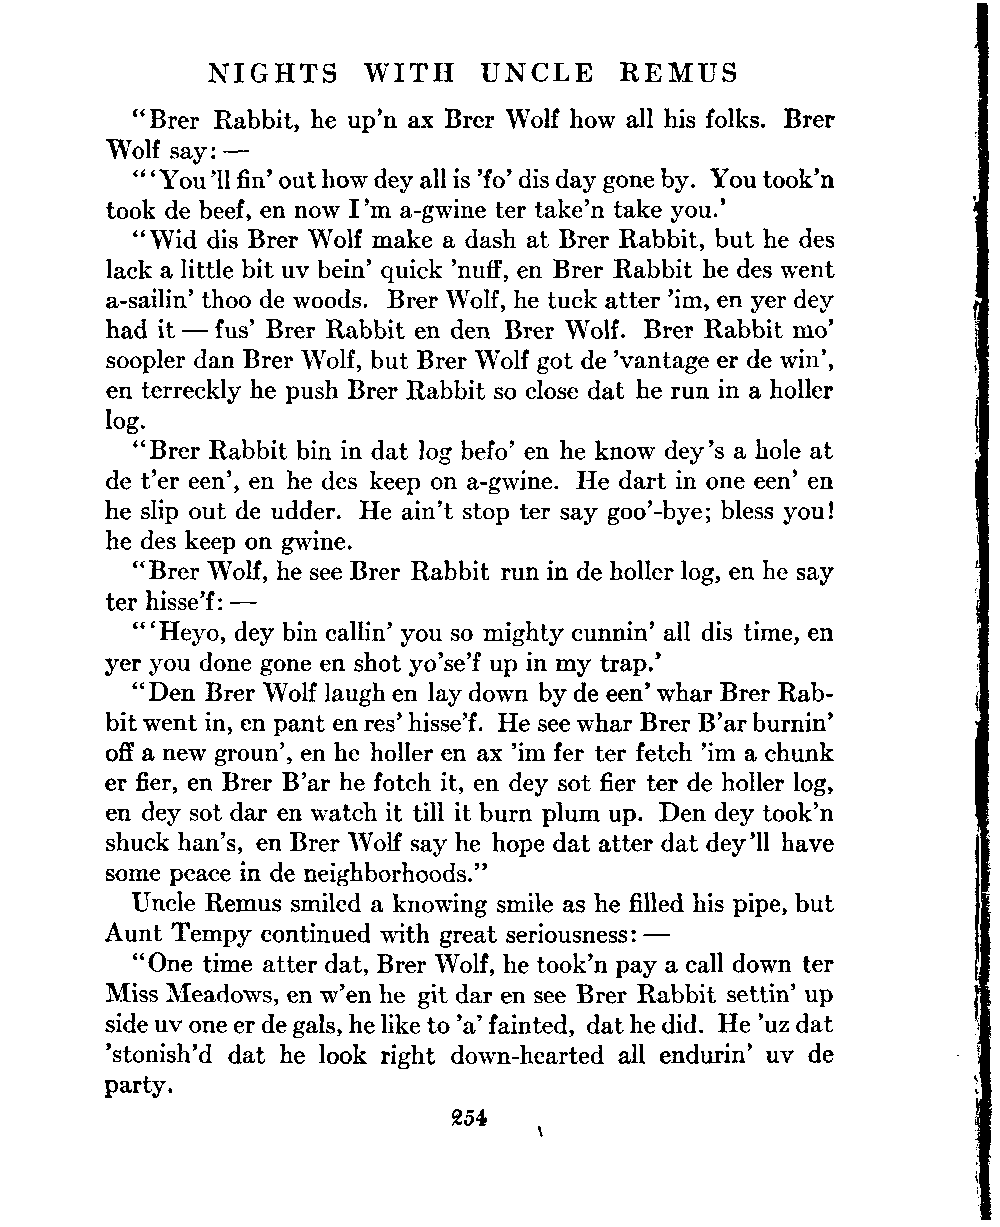 NIGHTS WITH UNCLE REMUS
“Brer Rabbit, he up'n ax Brer Wolf how all his folks. Brer
Wolf say: —
“‘You 'll fin' out how dey all is 'fo' dis day gone by. You took'n
took de beef, en now I 'm a-gwine ter take'n take you.'
“Wid dis Brer Wolf make a dash at Brer Rabbit, but he des
lack a little bit uv bein' quick 'nuff, en Brer Rabbit he des went
a-sailin' thoo de woods. Brer Wolf, he tuck atter 'im, en yer dey
had it — fus' Brer Rabbit en den Brer Wolf. Brer Rabbit mo'
soopler dan Brer Wolf, but Brer Wolf got de 'vantage er de win',
en terreckly he push Brer Rabbit so close dat he run in a holler
log.
“Brer Rabbit bin in dat log befo' en he know dey 's a hole at
de t'er een', en he des keep on a-gwine. He dart in one een' en
he slip out de udder. He ain't stop ter say goo'-bye; bless you!
he des keep on gwine.
“Brer Wolf, he see Brer Rabbit run in de holler log, en he say
ter hisse'f: —
“‘Heyo, dey bin callin' you so mighty cunnin' all dis time, en
yer you done gone en shot yo'se'f up in my trap.'
“Den Brer Wolf laugh en lay down by de een' whar Brer Rab-
bit went in, en pant en res' hisse'f. He see whar Brer B'ar burnin'
off a new groun', en he holler en ax 'im fer ter fetch 'im a chunk
er fier, en Brer B'ar he fotch it, en dey sot fier ter de holler log,
en dey sot dar en watch it till it burn plum up. Den dey took'n
shuck han's, en Brer Wolf say he hope dat atter dat dey 'll have
some peace in de neighborhoods.”
Uncle Remus smiled a knowing smile as he filled his pipe, but
Aunt Tempy continued with great seriousness: —
“One time atter dat, Brer Wolf, he took'n pay a call down ter
Miss Meadows, en w'en he git dar en see Brer Rabbit settin' up
side uv one er de gals, he like to 'a' fainted, dat he did. He 'uz dat
'stonish'd dat he look right down-hearted all endurin' uv de
party.
254